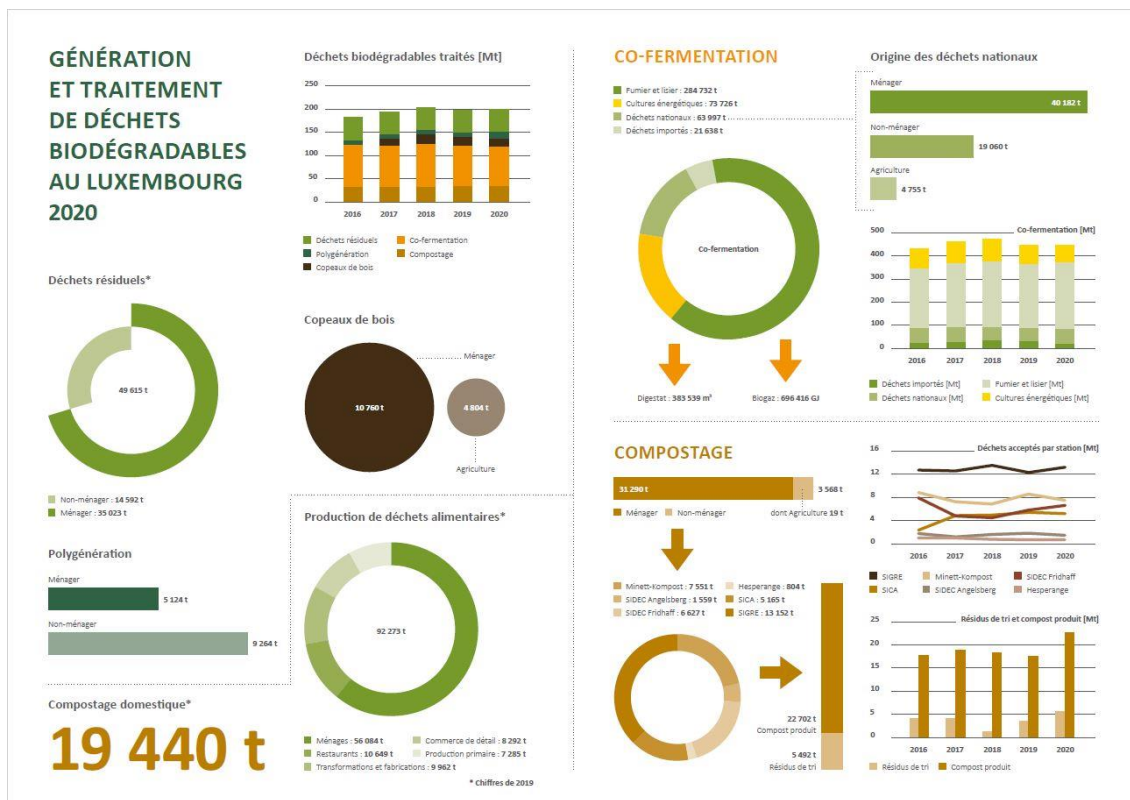 GÉNÉRATION
ET TRAITEMENT
DE DÉCHETS
BIODÉGRADABLES
AU LUXEMBOURG
2020
Déchets biodégradables traités [Mt]
250
200
150
100
50
0
2016 2017 2018 2019 2020
Déchets résiduels Co-fermentation
Polygénération Compostage
Copeaux de bois
Déchets résiduels*
49 615 t
Non-ménager : 14 592 t
Ménager : 35 023 t
Copeaux de bois
Ménager
10 760 t
4 804 t
Agriculture
Polygénération
Ménager
5 124 t
Non-ménager
9 264 t
Production de déchets alimentaires*
92 273 t
Ménages : 56 084 t Commerce de détail : 8 292 t
Restaurants : 10 649 t Production primaire : 7 285 t
Transformations et fabrications : 9 962 t
* Chiffres de 2019
Compostage domestique*
19 440 t
CO-FERMENTATION
Fumier et lisier : 284 732 t
Cultures énergétiques : 73 726 t
Déchets nationaux : 63 997 t
Déchets importés : 21 638 t
Co-fermentation
Digestat : 383 539 m³ Biogaz : 696 416 GJ
Origine des déchets nationaux
Ménager
40 182 t
Non-ménager
19 060 t
Agriculture
4 755 t
Co-fermentation [Mt]
500
400
300
200
100
0
2016 2017 2018 2019 2020
Déchets importés [Mt] Fumier et lisier [Mt]
Déchets nationaux [Mt] Cultures énergétiques [Mt]
COMPOSTAGE
31 290 t 3 568 t
Ménager Non-ménager dont Agriculture 19 t
Minett-Kompost : 7 551 t Hesperange : 804 t
SIDEC Angelsberg : 1 559 t SICA : 5 165 t
SIDEC Fridhaff : 6 627 t SIGRE : 13 152 t
22 702 t
Compost produit
5 492 t
Résidus de tri
Déchets acceptés par station [Mt]
16
12
8
4
0
2016 2017 2018 2019 2020
SIGRE Minett-Kompost SIDEC Fridhaff
SICA SIDEC Angelsberg Hesperange
Résidus de tri et compost produit [Mt]
25
20
15
10
5
0
2016 2017 2018 2019 2020
Résidus de tri Compost produit